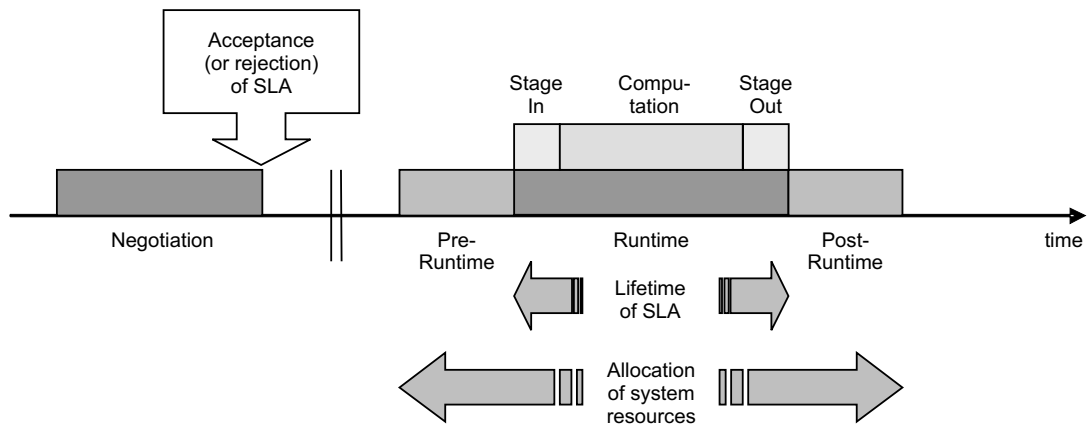 Acceptance
(or rejection)
of SLA
Stage
In
Compu-
tation
Stage
Out
Negotiation
Pre-
Runtime
Runtime
Post-
Runtime
time
Lifetime
of SLA
Allocation
of system
resources